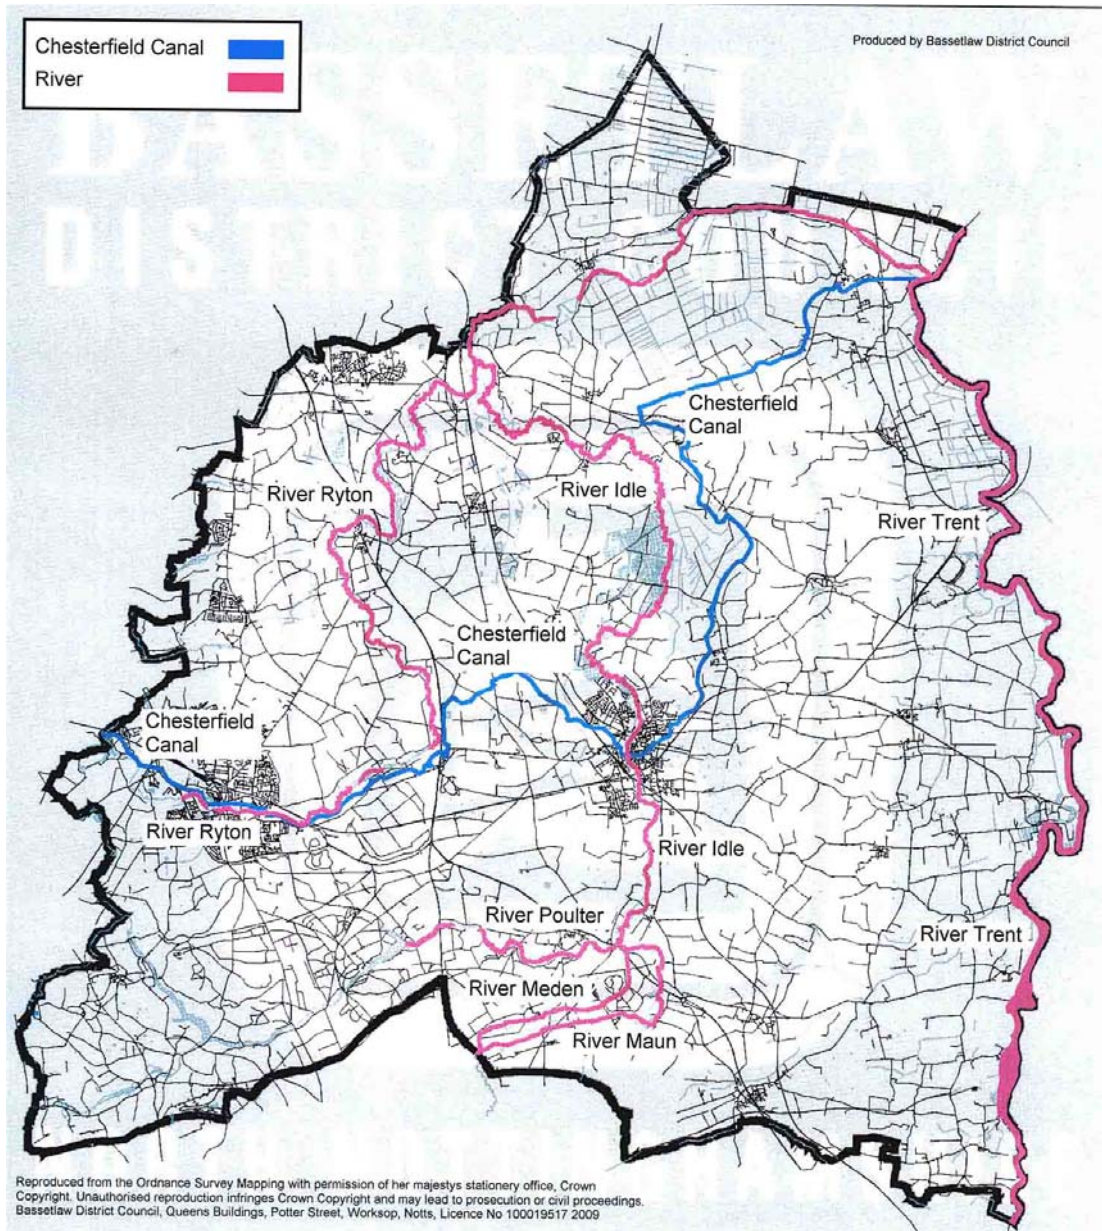 Chesterfield Canal
River
Produced by Bassetlaw District Council
BASSETLAW
DISTRICT
Chesterfield
Canal
River Ryton
River Idle
River Trent
Chesterfield
Canal
Chesterfield
Canal
River Ryton
River Idle
River Poulter
River Trent
River Meden
River Maun
Reproduced from the Ordnance Survey Mapping with permission of her majestys stationery office, Crown
Copyright. Unauthorised reproduction infringes Crown Copyright and may lead to prosecution or civil proceedings.
Bassetlaw District Council, Queens Buildings, Potter Street, Worksop, Notts, Licence No 100019517 2009